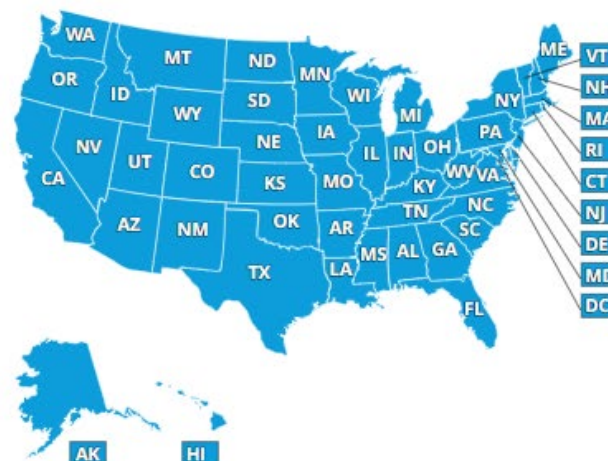 WA
MT
ND
MN
ME
VT
OR
ID
SD
WI
MI
NY
NH
WY
MA
NV
UT
CO
NE
IA
IL
IN
OH
PA
RI
CA
KS
MO
KY
WV
VA
CT
AZ
NM
OK
AR
TN
NC
NJ
TX
LA
MS
AL
GA
SC
DE
MD
FL
DC
AK
HI